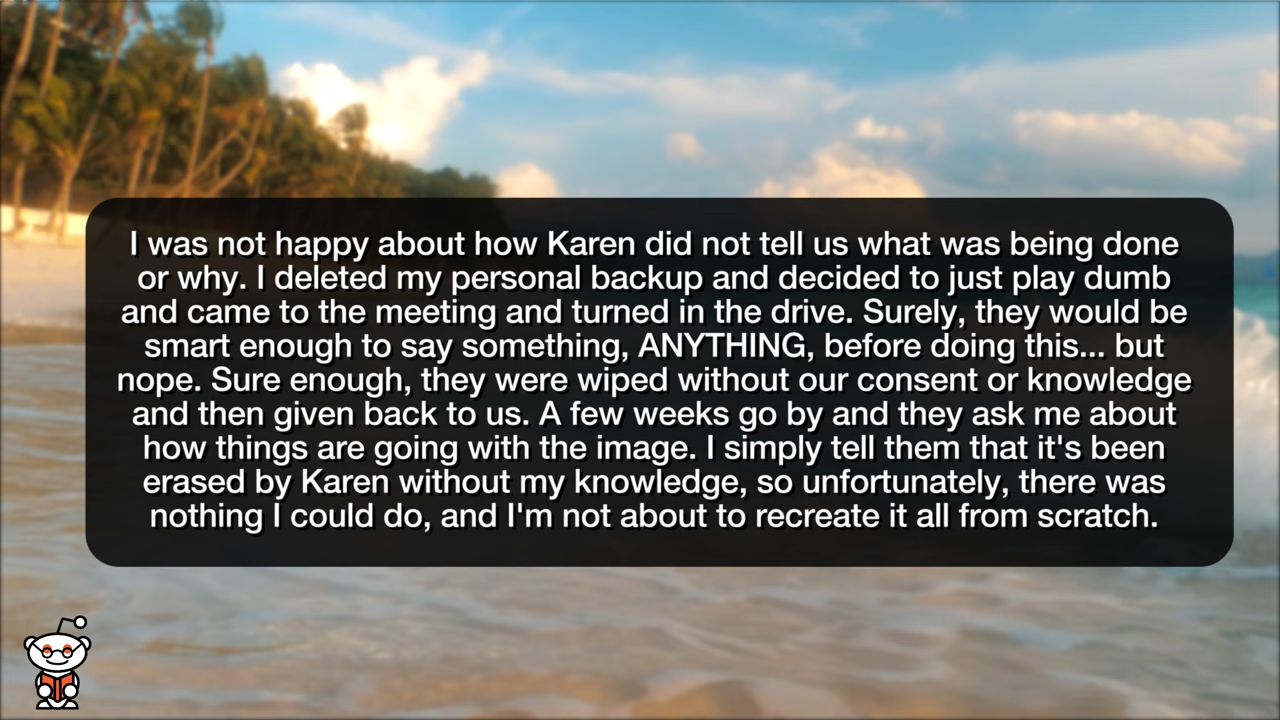 I was not happy about how Karen did not tell us what was being done
or why. I deleted my personal backup and decided to just play dumb
and came to the meeting and turned in the drive. Surely, they would be
smart enough to say something, ANYTHING, before doing this... but
nope. Sure enough, they were wiped without our consent or knowledge
and then given back to us. A few weeks go by and they ask me about
how things are going with the image. I simply tell them that it's been
erased by Karen without my knowledge, so unfortunately, there was
nothing I could do, and I'm not about to recreate it all from scratch.